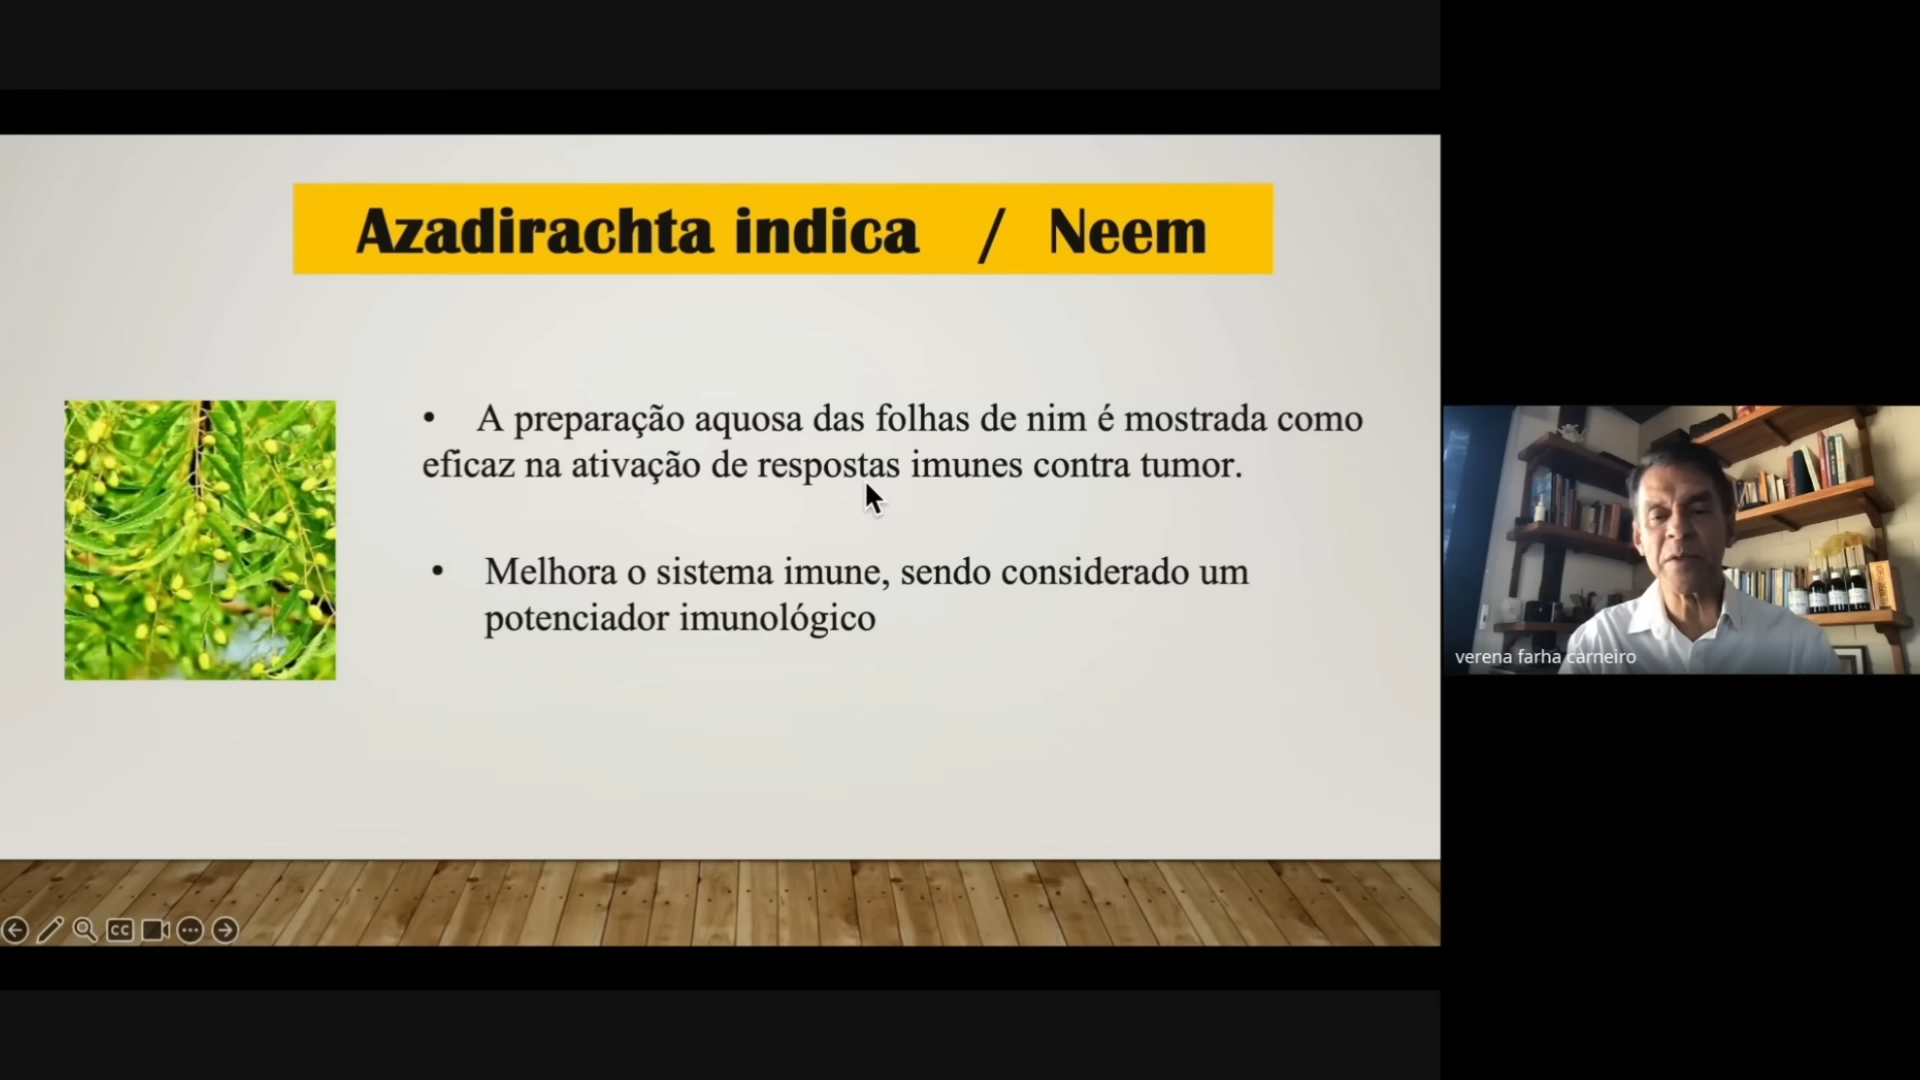 Azadirachta indica / Neem
• A preparação aquosa das folhas de nim é mostrada como
eficaz na ativação de respostas imunes contra tumor.
• Melhora o sistema imune, sendo considerado um
potenciador imunológico
verena farha carneiro
CC